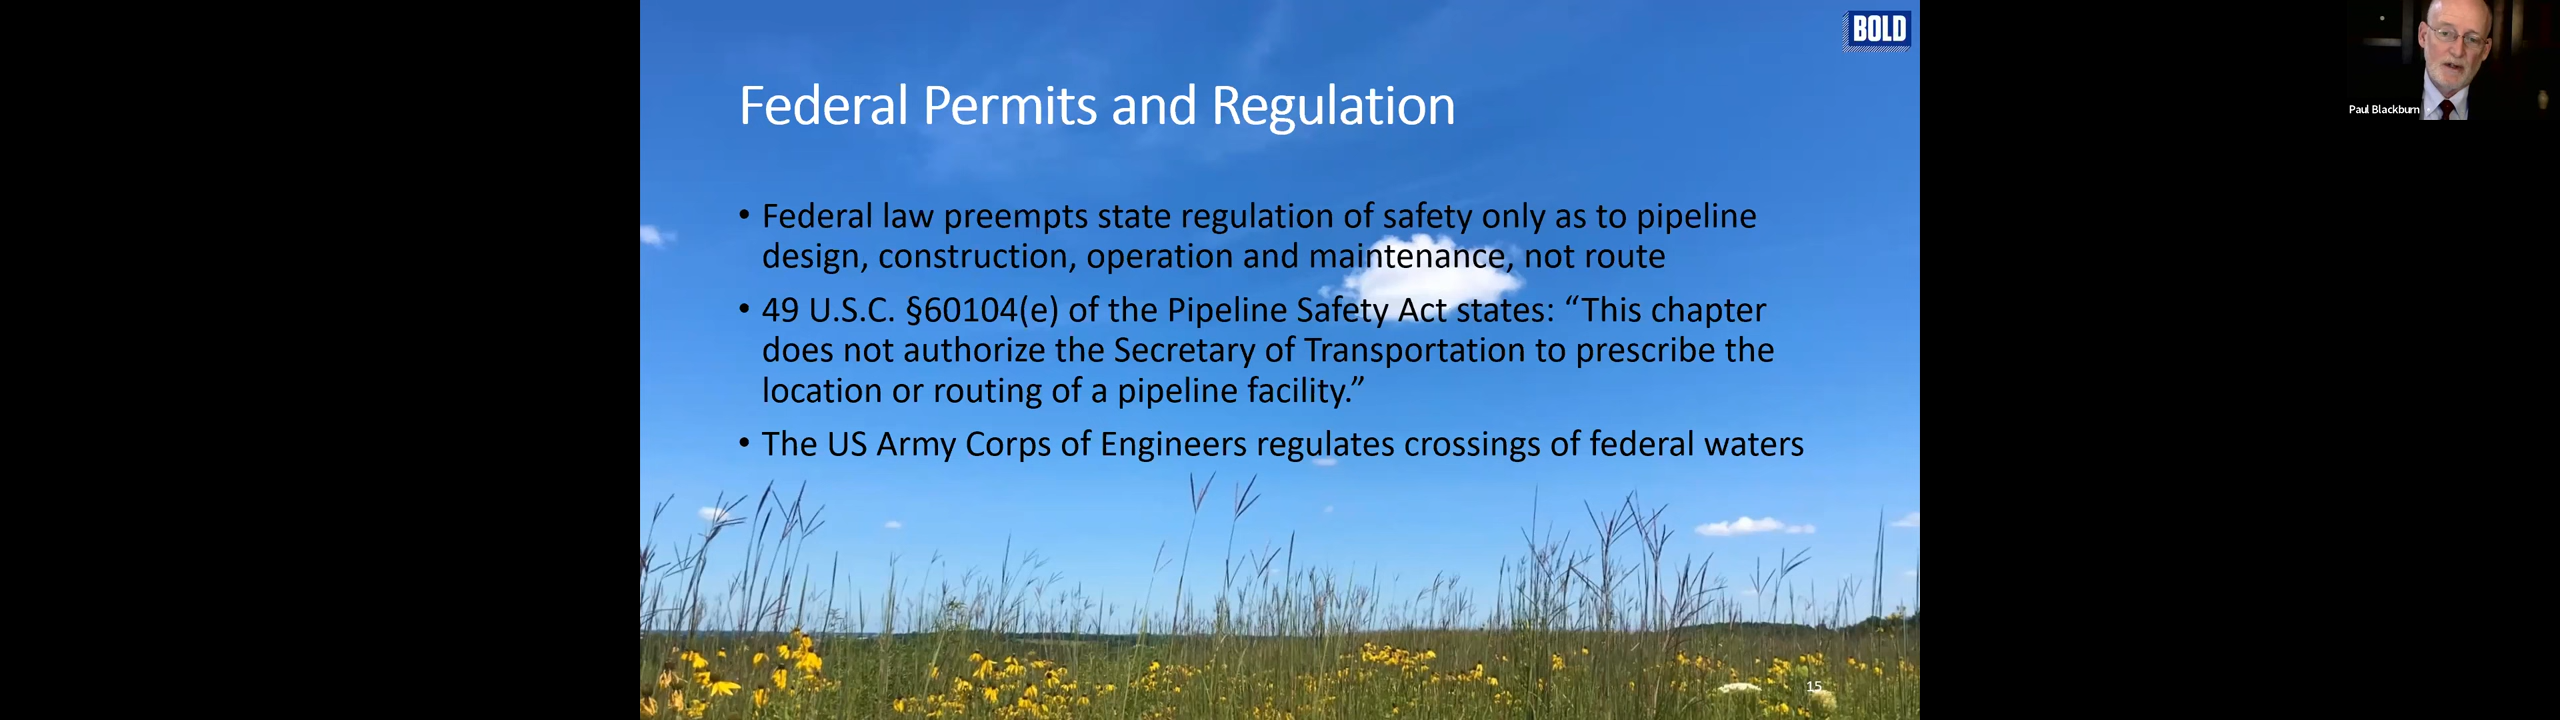 BOLD
Federal Permits and Regulation
• Federal law preempts state regulation of safety only as to pipeline
design, construction, operation and maintenance, not route
• 49 U.S.C. §60104(e) of the Pipeline Safety Act states: “This chapter
does not authorize the Secretary of Transportation to prescribe the
location or routing of a pipeline facility.”
• The US Army Corps of Engineers regulates crossings of federal waters
15
Paul Blackburn